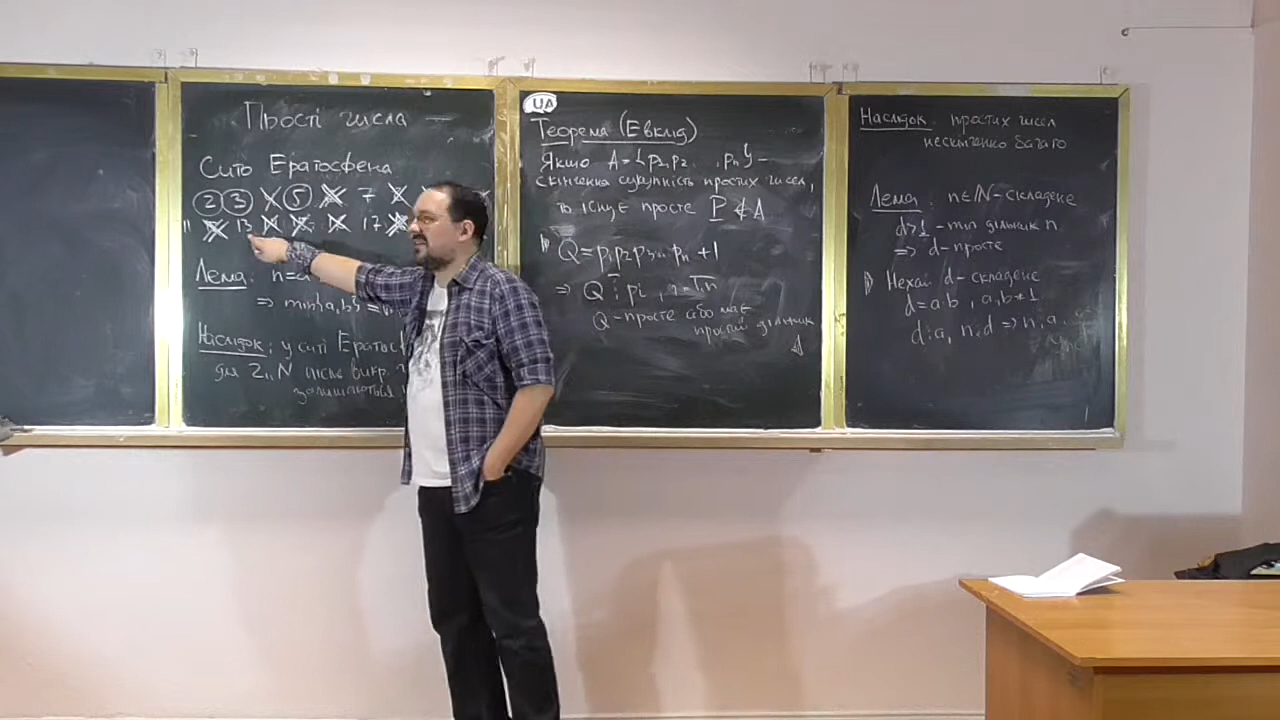 Прості числа —
Сито Ератосфена
2 3 5 7
11 13 17
Лема: n=a
=> min{a,b}
Наслідок: у ситі Ератос
для 2,, N після викр.
залишаються
UA
Теорема (Евклід)
Якщо A={p₁,p₂, ..., pₙ} —
скінченна сукупність простих чисел,
то існує просте P ∉ A
Q=p₁p₂p₃...pₙ+1
=> Q ⋮ pᵢ, i=1,n
Q - просте або має
простий дільник
Наслідок: простих чисел
нескінченно багато
Лема: n∈ℕ - складене
d>1 - min дільник n
=> d - просте
Нехай d - складене
d=a·b, a,b≠1
d⋮a, n⋮d => n⋮a